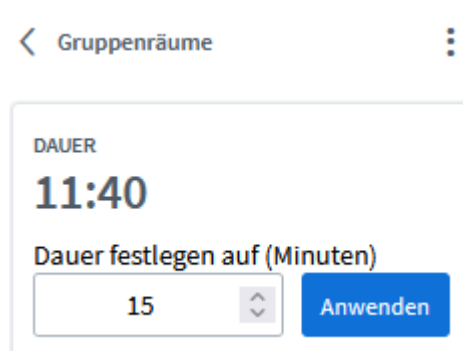 Gruppenräume
DAUER
11:40
Dauer festlegen auf (Minuten)
15
Anwenden